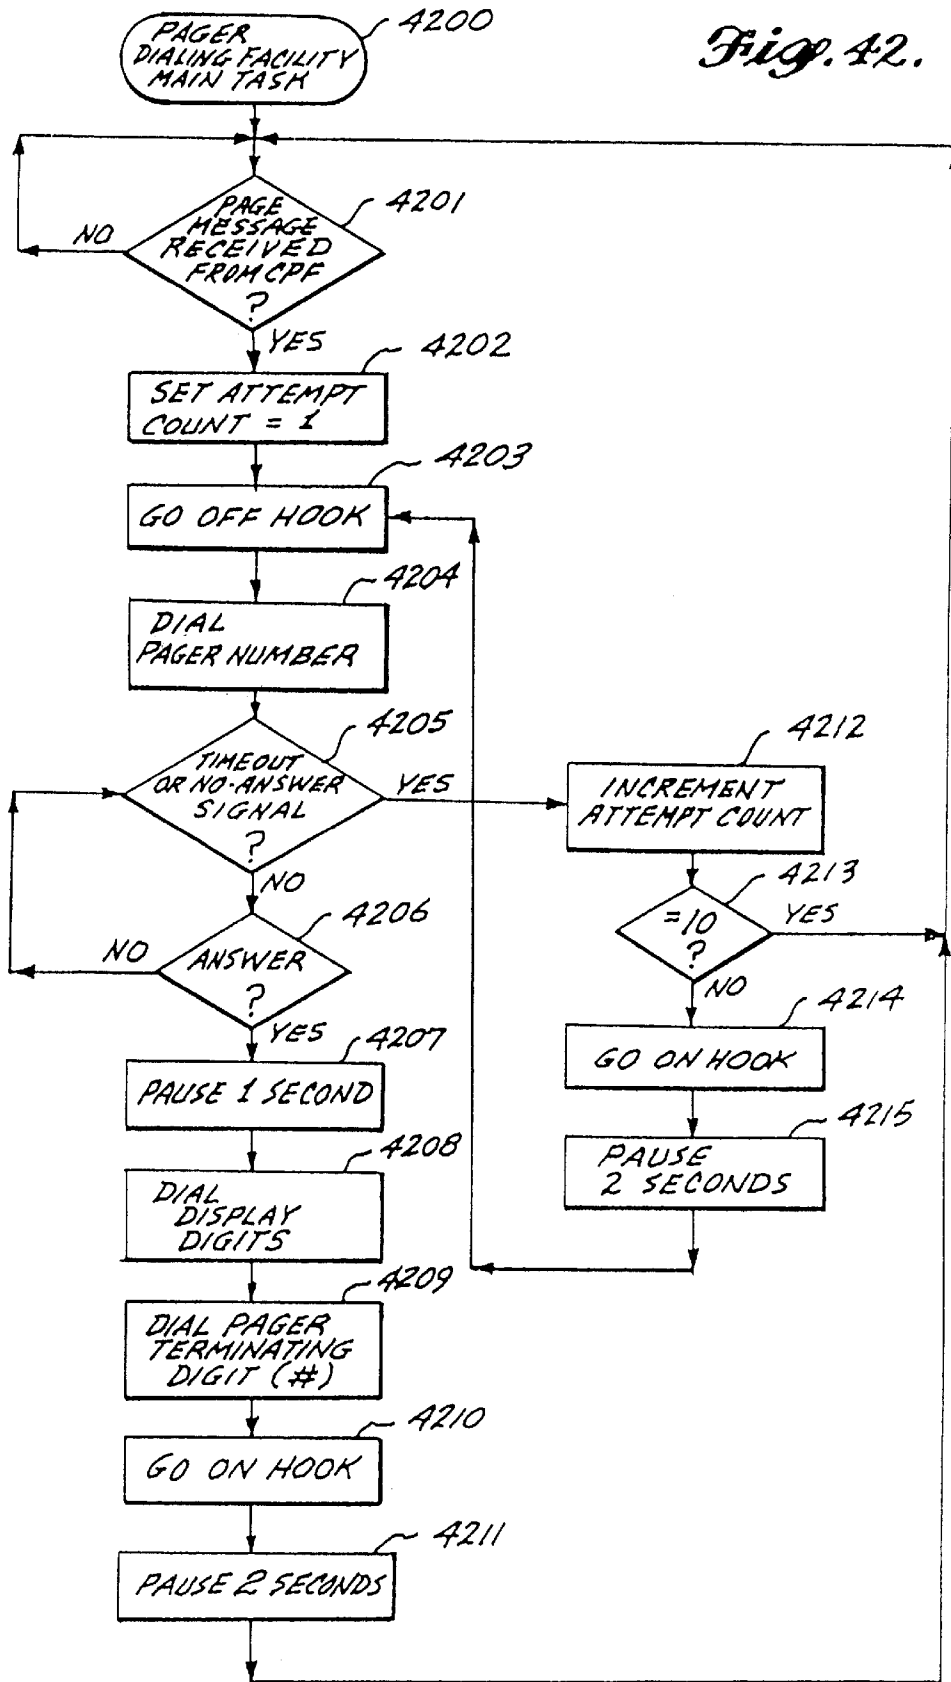 Fig. 42.
4200
PAGER
DIALING FACILITY
MAIN TASK
4201
PAGE
MESSAGE
RECEIVED
FROM CPF
?
NO
YES
4202
SET ATTEMPT
COUNT = 1
4203
GO OFF HOOK
4204
DIAL
PAGER NUMBER
4205
TIMEOUT
OR NO-ANSWER
SIGNAL
?
YES
NO
4212
INCREMENT
ATTEMPT COUNT
4213
=10
?
YES
NO
4206
ANSWER
?
NO
YES
4214
GO ON HOOK
4207
PAUSE 1 SECOND
4215
PAUSE
2 SECONDS
4208
DIAL
DISPLAY
DIGITS
4209
DIAL PAGER
TERMINATING
DIGIT (#)
4210
GO ON HOOK
4211
PAUSE 2 SECONDS